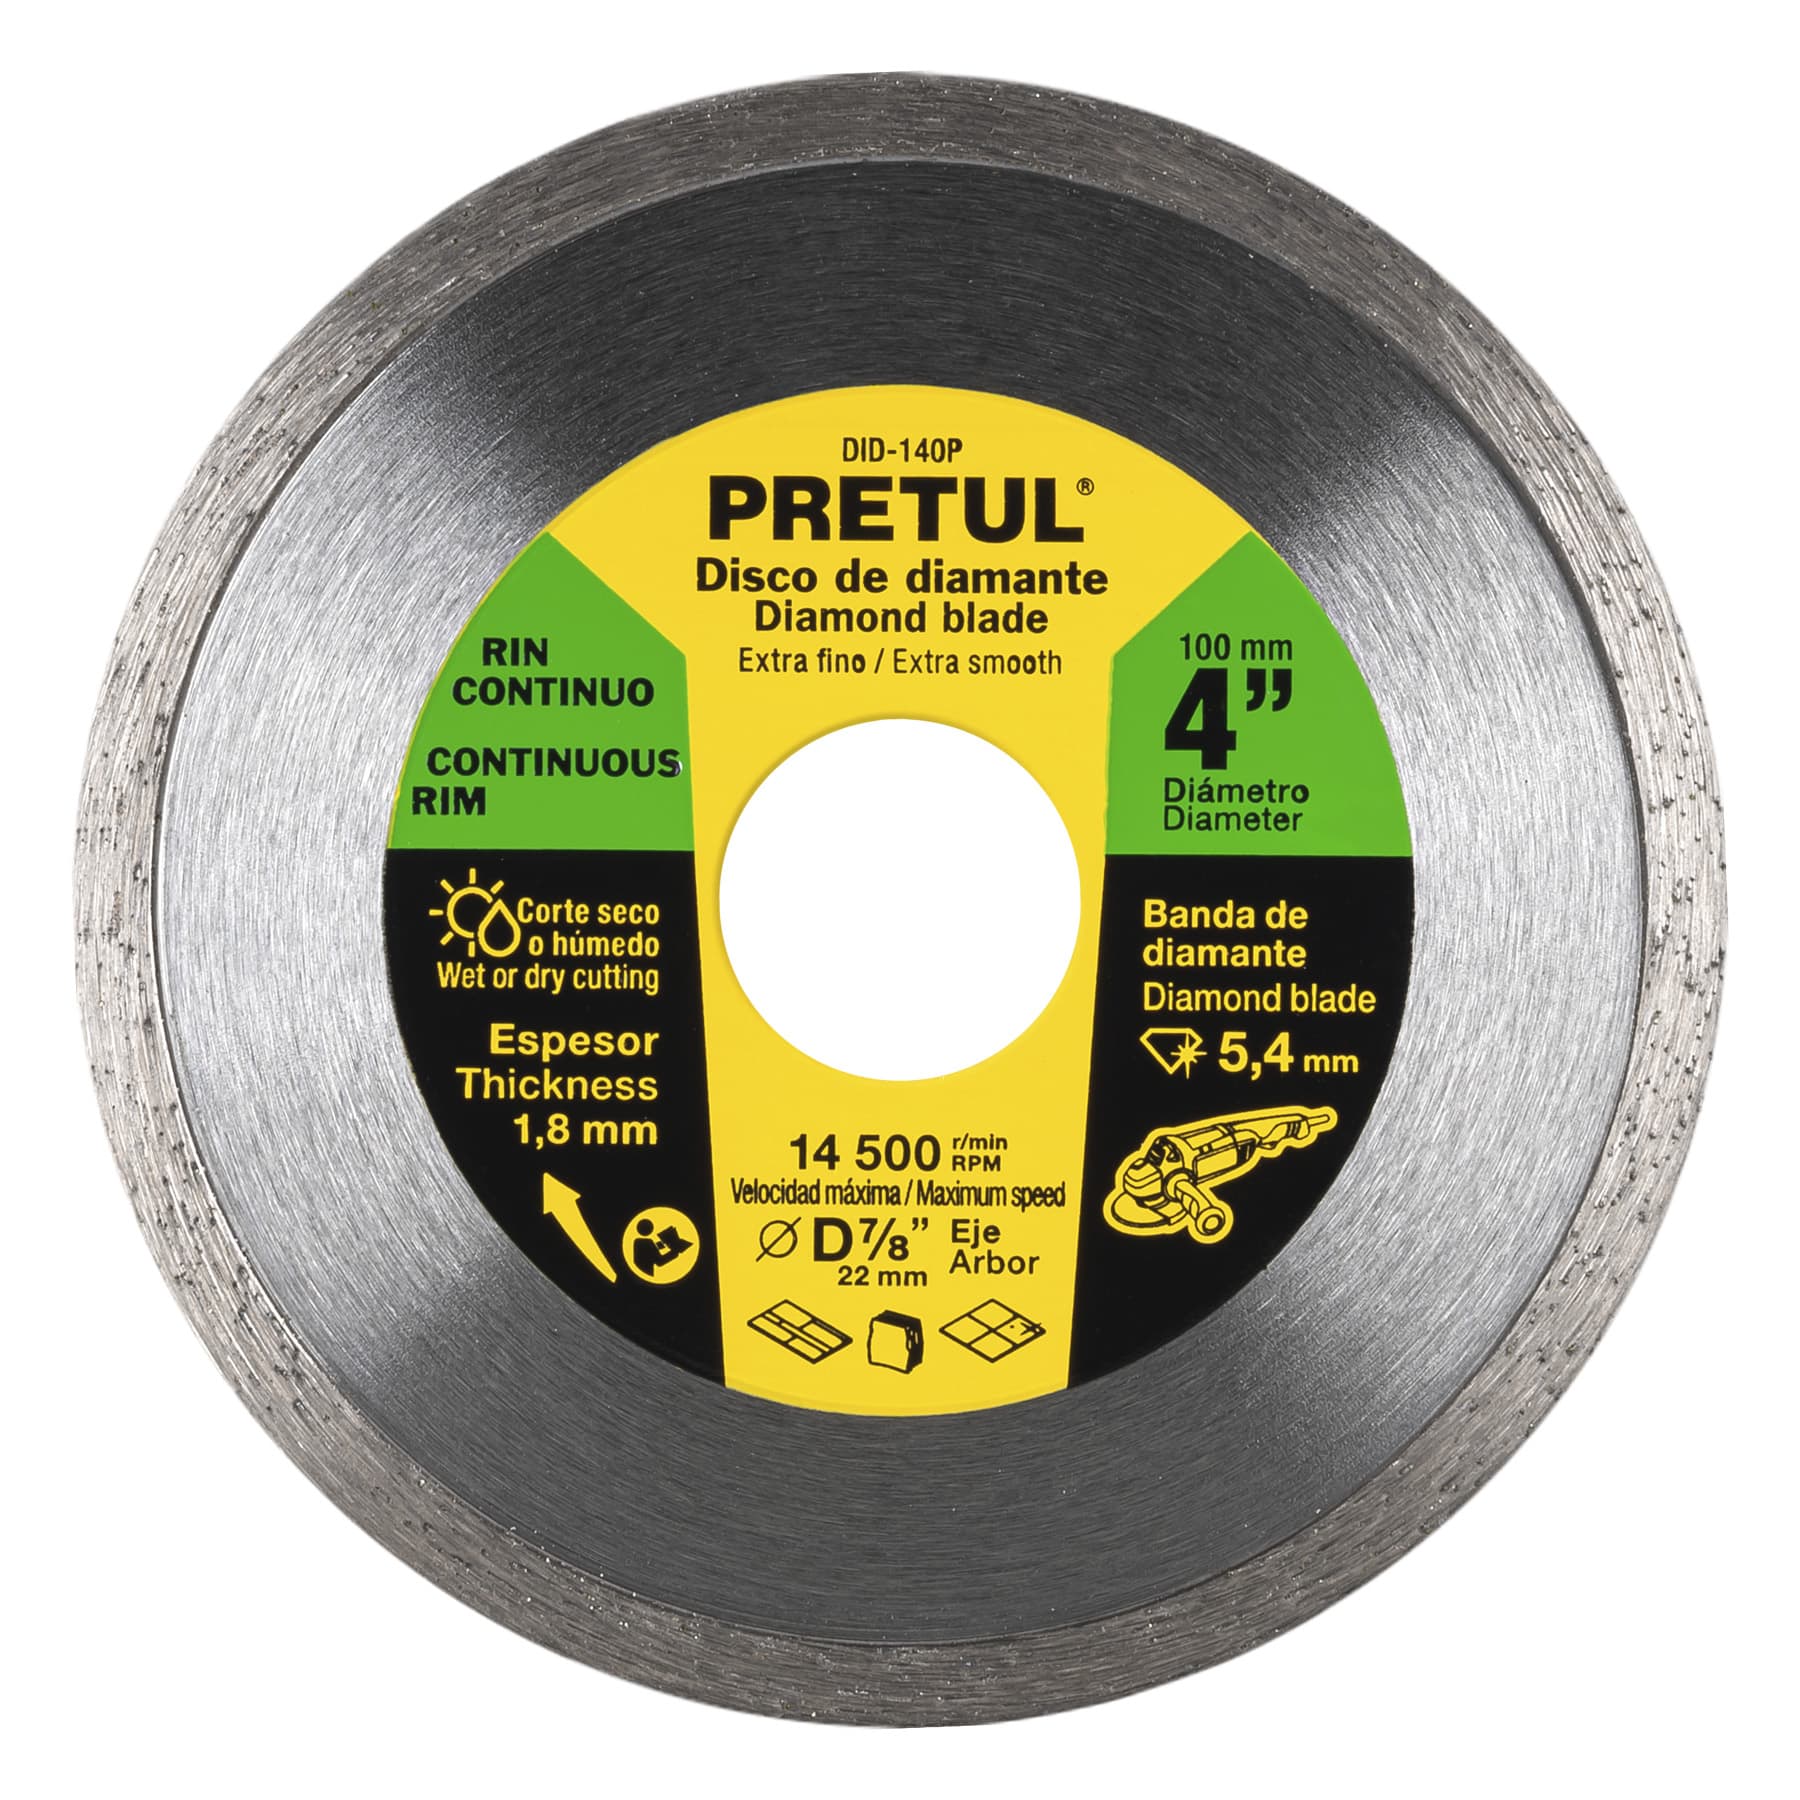 DID-140P
PRETUL®
Disco de diamante
Diamond blade
Extra fino / Extra smooth
RIN
CONTINUO
CONTINUOUS
RIM
100 mm
4”
Diámetro
Diameter
Corte seco
o húmedo
Wet or dry cutting
Espesor
Thickness
1,8 mm
Banda de
diamante
Diamond blade
5,4 mm
14 500 r/min
RPM
Velocidad máxima / Maximum speed
D 7/8” Eje
22 mm Arbor